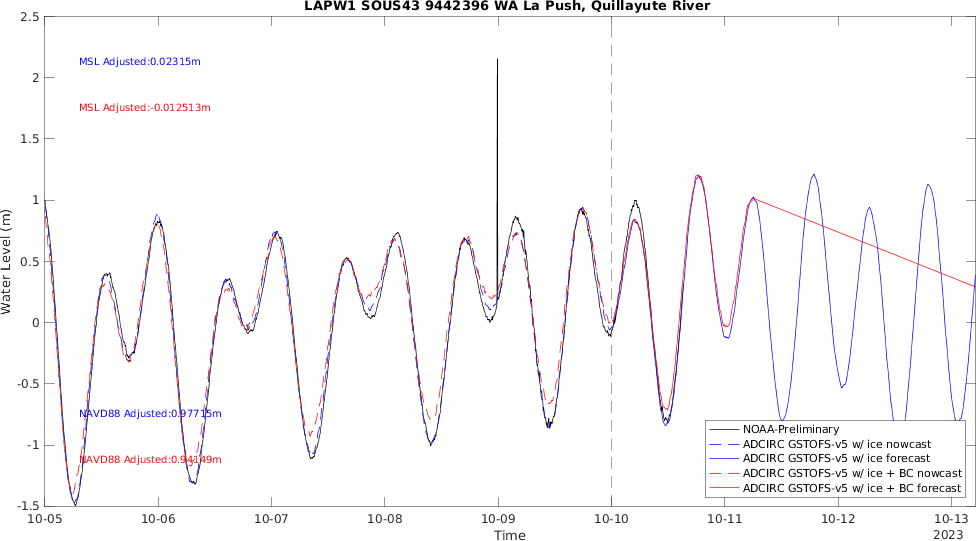 LAPW1 SOUS43 9442396 WA La Push, Quillayute River
2.5
2
1.5
1
0.5
0
-0.5
-1
-1.5
Water Level (m)
MSL Adjusted:0.02315m
MSL Adjusted:-0.012513m
NAVD88 Adjusted:0.97715m
NAVD88 Adjusted:0.94149m
NOAA-Preliminary
ADCIRC GSTOFS-v5 w/ ice nowcast
ADCIRC GSTOFS-v5 w/ ice forecast
ADCIRC GSTOFS-v5 w/ ice + BC nowcast
ADCIRC GSTOFS-v5 w/ ice + BC forecast
10-05 10-06 10-07 10-08 10-09 10-10 10-11 10-12 10-13
Time
2023